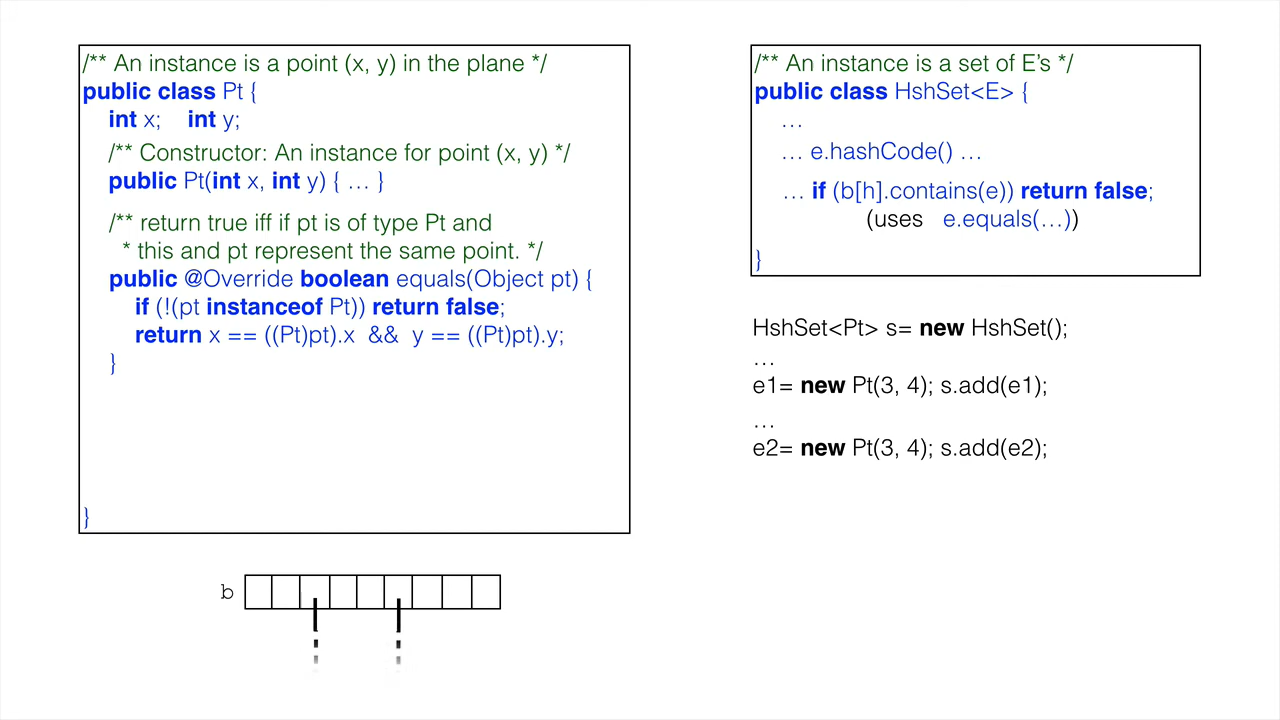 /** An instance is a point (x, y) in the plane */
public class Pt {
int x; int y;
/** Constructor: An instance for point (x, y) */
public Pt(int x, int y) { … }
/** return true iff if pt is of type Pt and
* this and pt represent the same point. */
public @Override boolean equals(Object pt) {
if (!(pt instanceof Pt)) return false;
return x == ((Pt)pt).x && y == ((Pt)pt).y;
}
}
b
/** An instance is a set of E’s */
public class HshSet<E> {
…
… e.hashCode() …
… if (b[h].contains(e)) return false;
(uses e.equals(…))
}
HshSet<Pt> s= new HshSet();
…
e1= new Pt(3, 4); s.add(e1);
…
e2= new Pt(3, 4); s.add(e2);